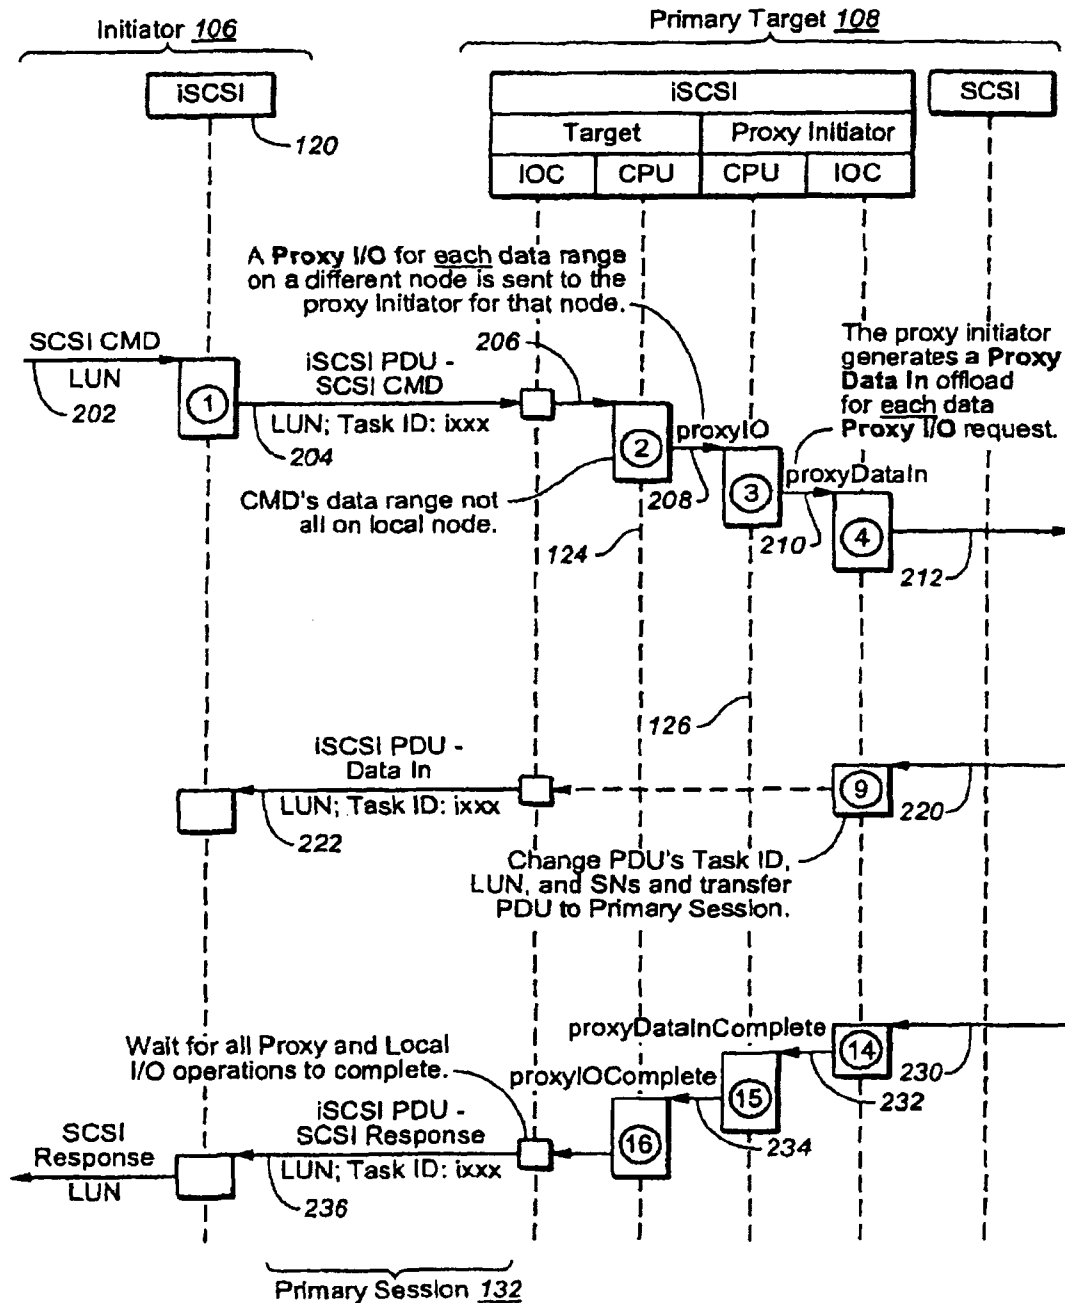 Initiator 106
Primary Target 108
iSCSI
iSCSI
SCSI
120
Target
Proxy Initiator
IOC
CPU
CPU
IOC
A Proxy I/O for each data range
on a different node is sent to the
proxy Initiator for that node.
SCSI CMD
LUN
202
1
iSCSI PDU -
SCSI CMD
LUN; Task ID: ixxx
204
206
The proxy initiator
generates a Proxy
Data In offload
for each data
Proxy I/O request.
2
proxyIO
208
3
proxyDataIn
210
4
212
CMD's data range not
all on local node.
124
126
iSCSI PDU -
Data In
LUN; Task ID: ixxx
222
9
220
Change PDU's Task ID,
LUN, and SNs and transfer
PDU to Primary Session.
proxyDataInComplete
14
230
232
Wait for all Proxy and Local
I/O operations to complete.
proxyIOComplete
15
234
16
iSCSI PDU -
SCSI Response
LUN; Task ID: ixxx
236
SCSI
Response
LUN
Primary Session 132